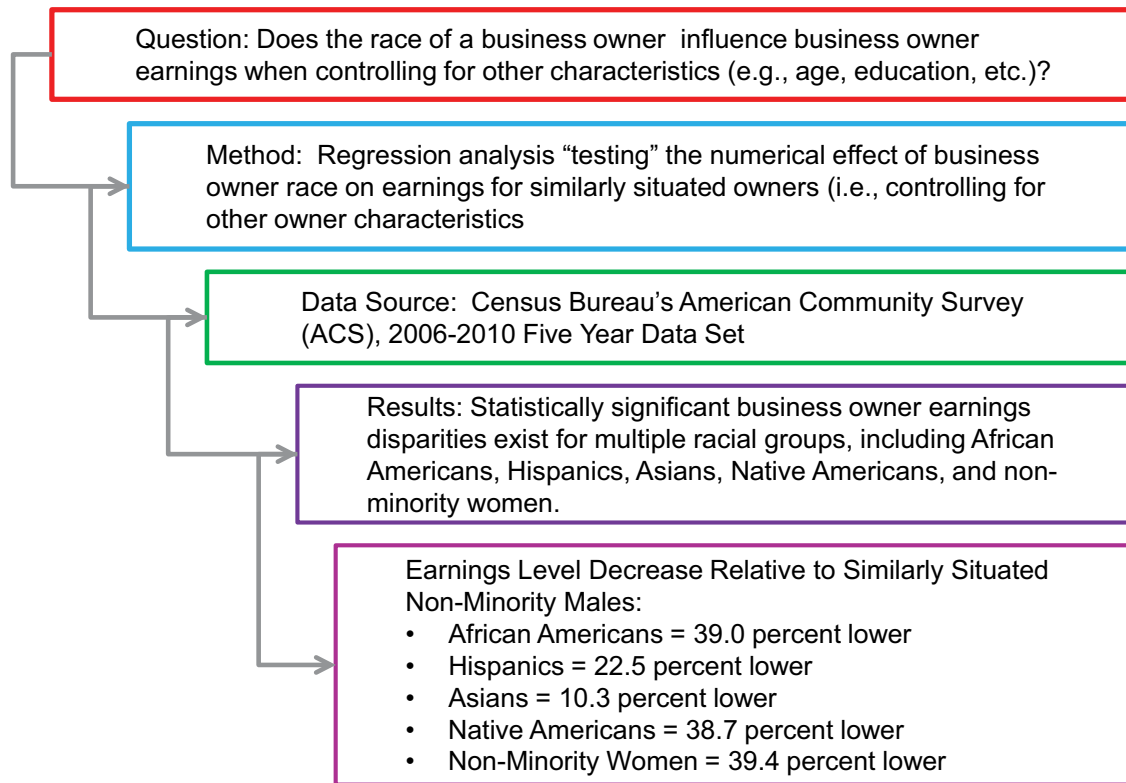 Question: Does the race of a business owner influence business owner
earnings when controlling for other characteristics (e.g., age, education, etc.)?
Method: Regression analysis “testing” the numerical effect of business
owner race on earnings for similarly situated owners (i.e., controlling for
other owner characteristics
Data Source: Census Bureau’s American Community Survey
(ACS), 2006-2010 Five Year Data Set
Results: Statistically significant business owner earnings
disparities exist for multiple racial groups, including African
Americans, Hispanics, Asians, Native Americans, and non-
minority women.
Earnings Level Decrease Relative to Similarly Situated
Non-Minority Males:
• African Americans = 39.0 percent lower
• Hispanics = 22.5 percent lower
• Asians = 10.3 percent lower
• Native Americans = 38.7 percent lower
• Non-Minority Women = 39.4 percent lower